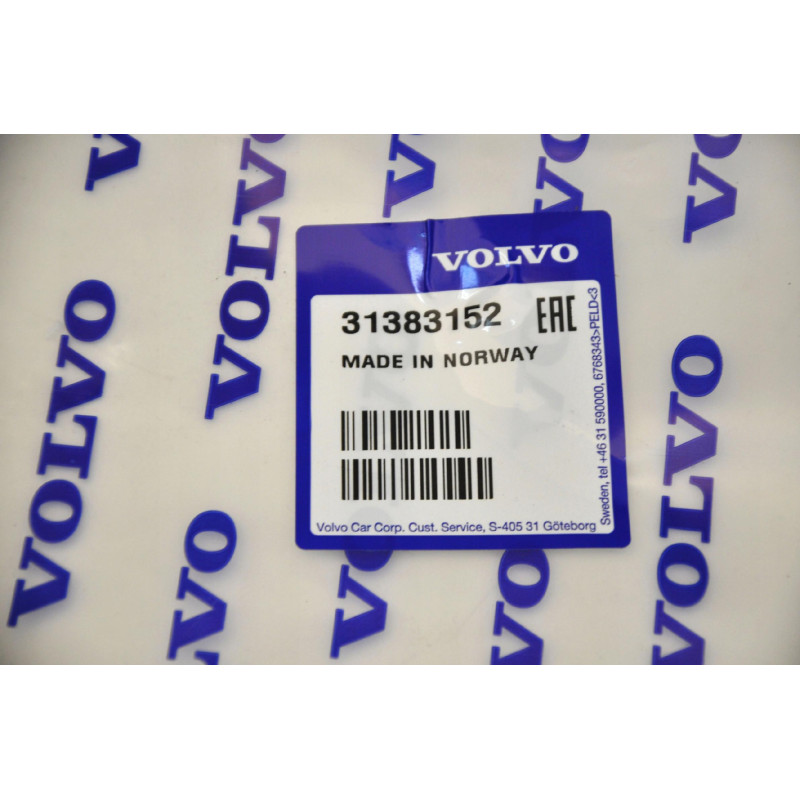 VOLVO
31383152 EAC
MADE IN NORWAY
Volvo Car Corp. Cust. Service, S-405 31 Göteborg
Sweden, tel +46 31 590000, 6768343>PELD<3
VOLVO
VOLVO
VOLVO
VOLVO